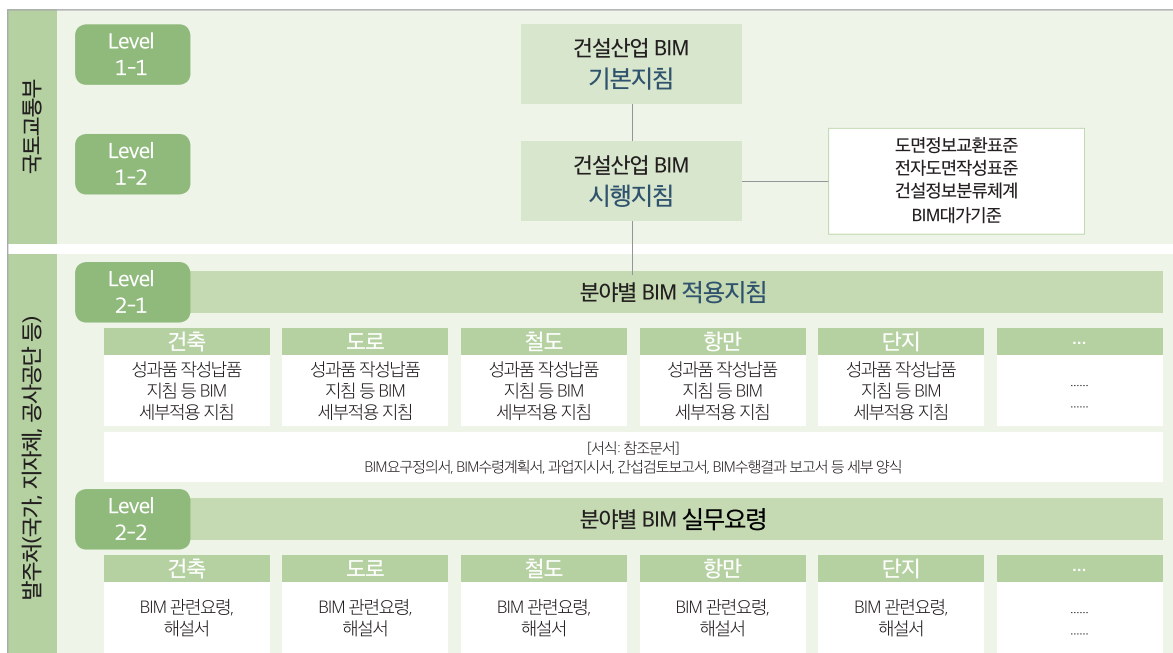 국토교통부
Level
1-1
건설산업 BIM
기본지침
Level
1-2
건설산업 BIM
시행지침
도면정보교환표준
전자도면작성표준
건설정보분류체계
BIM대가기준
발주처(국가, 지자체, 공사공단 등)
Level
2-1
분야별 BIM 적용지침
건축
성과품 작성납품
지침 등 BIM
세부적용 지침
도로
성과품 작성납품
지침 등 BIM
세부적용 지침
철도
성과품 작성납품
지침 등 BIM
세부적용 지침
항만
성과품 작성납품
지침 등 BIM
세부적용 지침
단지
성과품 작성납품
지침 등 BIM
세부적용 지침
...
......
......
[서식: 참조문서]
BIM요구정의서, BIM수령계획서, 과업지시서, 간섭검토보고서, BIM수행결과 보고서 등 세부 양식
Level
2-2
분야별 BIM 실무요령
건축
BIM 관련요령,
해설서
도로
BIM 관련요령,
해설서
철도
BIM 관련요령,
해설서
항만
BIM 관련요령,
해설서
단지
BIM 관련요령,
해설서
...
......
......